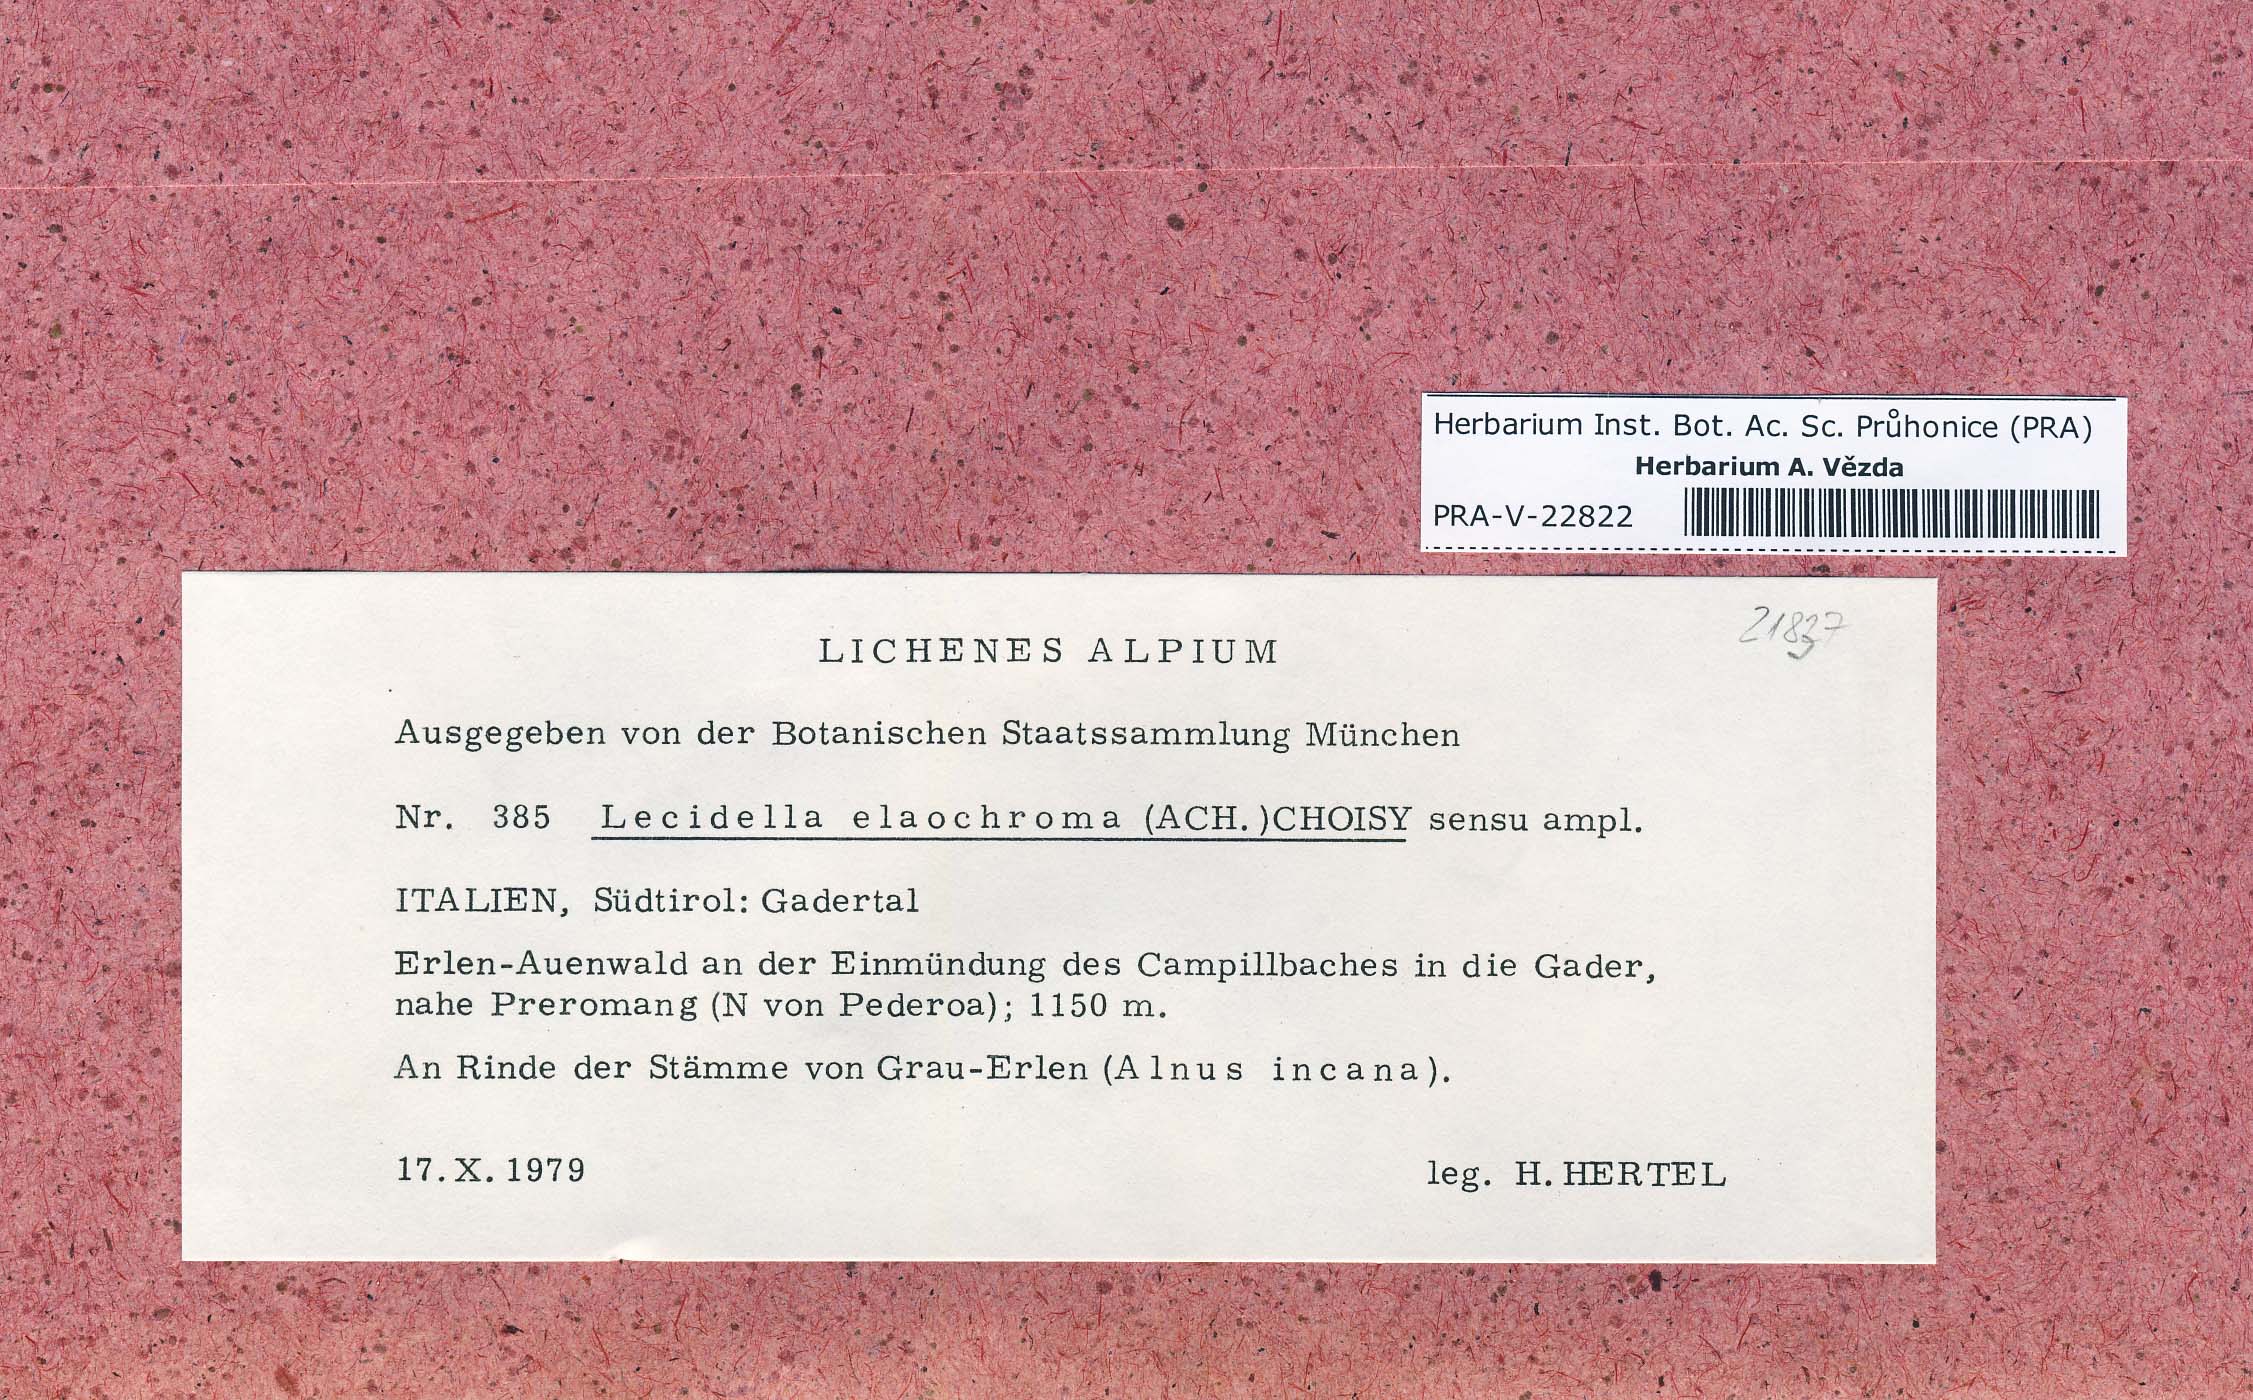 Herbarium Inst. Bot. Ac. Sc. Průhonice (PRA)
Herbarium A. Vězda
PRA-V-22822
21837
LICHENES ALPIUM
Ausgegeben von der Botanischen Staatssammlung München
Nr. 385 Lecidella elaochroma (ACH.)CHOISY sensu ampl.
ITALIEN, Südtirol: Gadertal
Erlen-Auenwald an der Einmündung des Campillbaches in die Gader,
nahe Preromang (N von Pederoa); 1150 m.
An Rinde der Stämme von Grau-Erlen (Alnus incana).
17.X.1979
leg. H. HERTEL